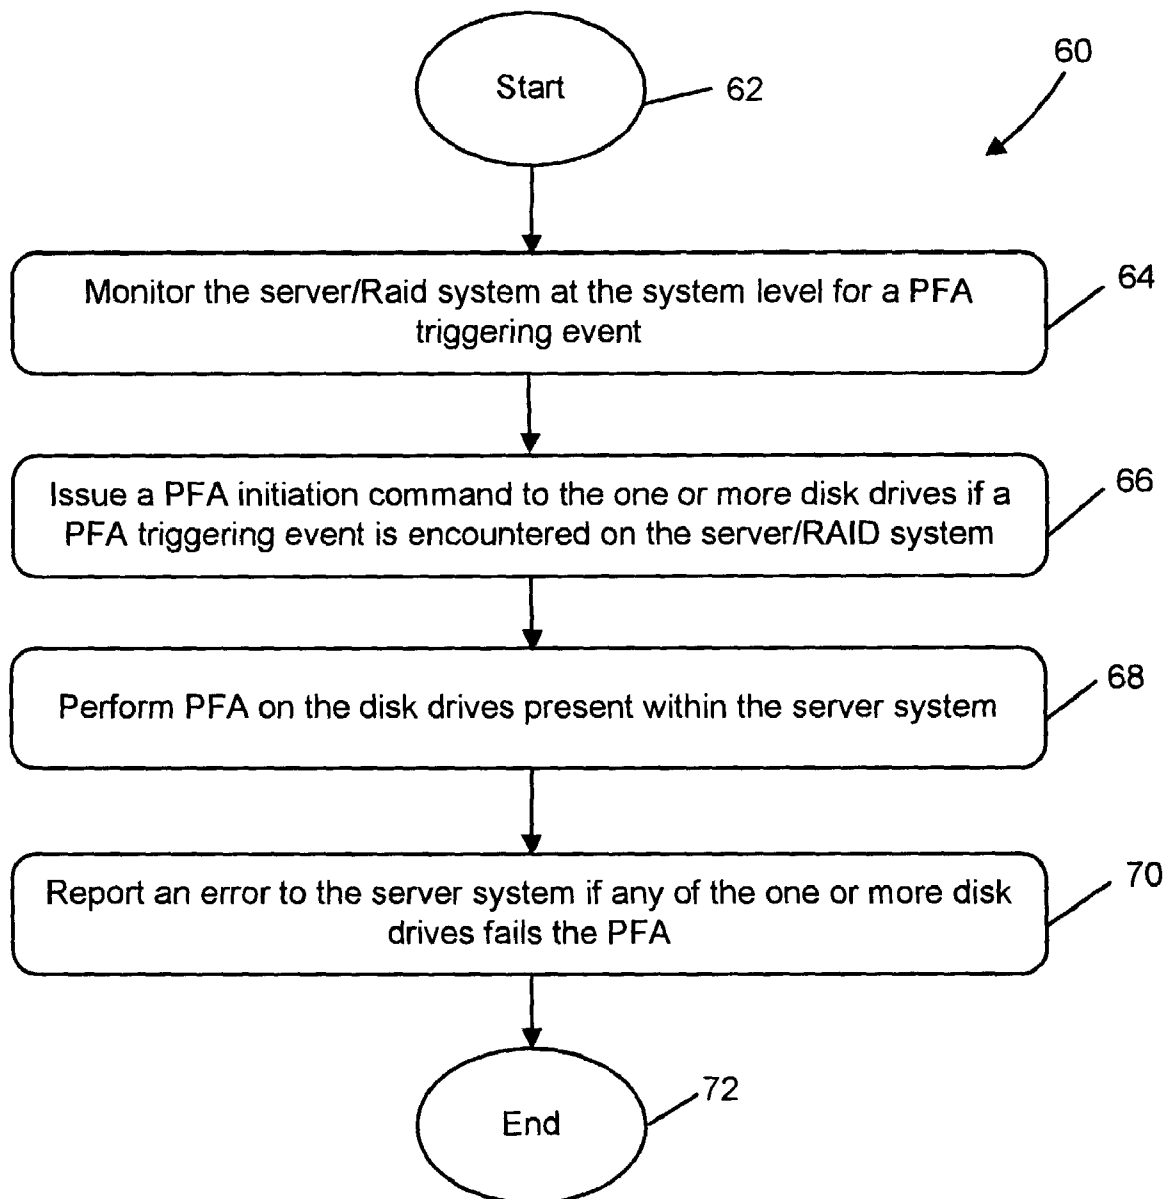 Start
62
60
Monitor the server/Raid system at the system level for a PFA
triggering event
64
Issue a PFA initiation command to the one or more disk drives if a
PFA triggering event is encountered on the server/RAID system
66
Perform PFA on the disk drives present within the server system
68
Report an error to the server system if any of the one or more disk
drives fails the PFA
70
End
72